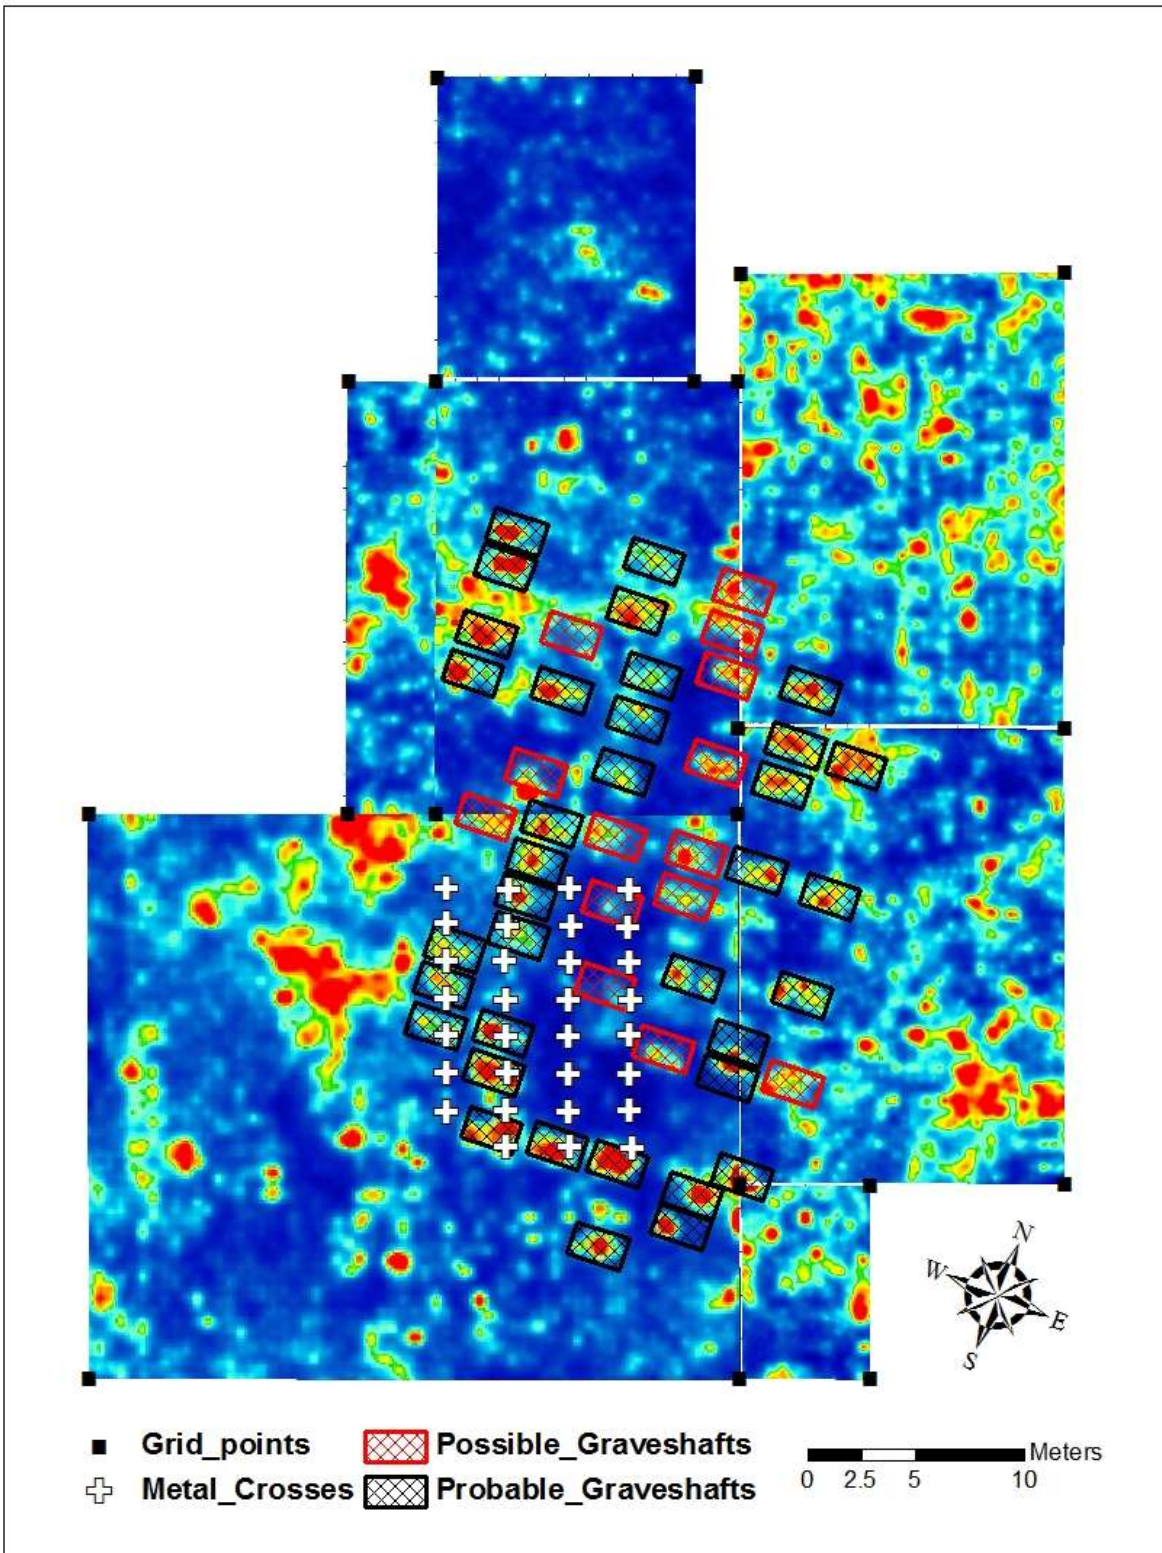 N
W
E
S
Grid_points Possible_Graveshafts Meters
Metal_Crosses Probable_Graveshafts 0 2.5 5 10